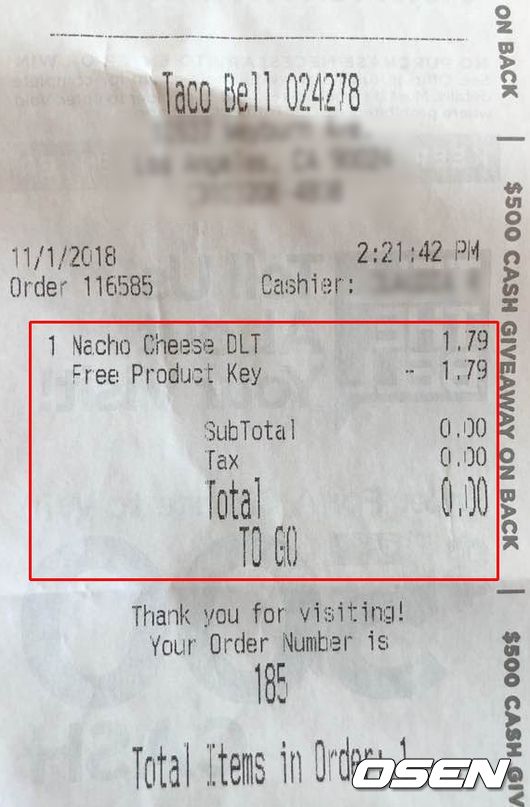 Taco Bell 024278
11/1/2018 2:21:42 PM
Order 116585 Cashier:
1 Nacho Cheese DLT 1.79
Free Product Key - 1.79
SubTotal 0.00
Tax 0.00
Total 0.00
TO GO
Thank you for visiting!
Your Order Number is
185
Total Items in Order: 1
ON BACK | $500 CASH GIVEAWAY ON BACK | $500 CASH GIV
OSEN